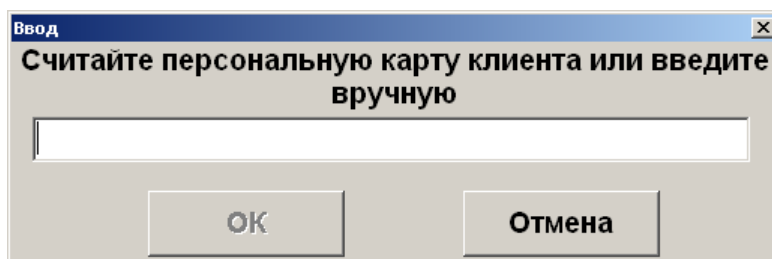 Ввод
Считайте персональную карту клиента или введите
вручную
OK
Отмена